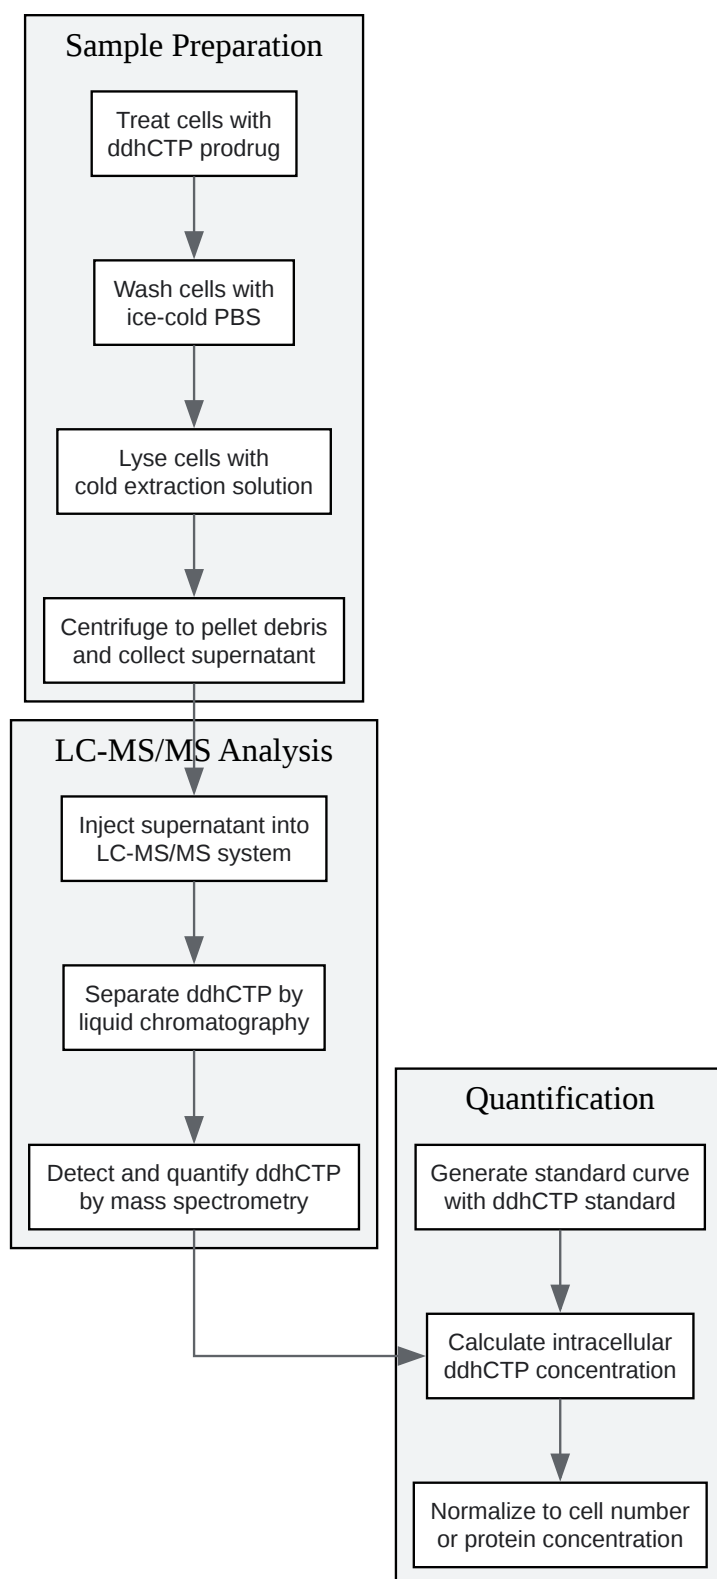 Sample Preparation
Treat cells with
ddhCTP prodrug
Wash cells with
ice-cold PBS
Lyse cells with
cold extraction solution
Centrifuge to pellet debris
and collect supernatant
LC-MS/MS Analysis
Inject supernatant into
LC-MS/MS system
Separate ddhCTP by
liquid chromatography
Detect and quantify ddhCTP
by mass spectrometry
Quantification
Generate standard curve
with ddhCTP standard
Calculate intracellular
ddhCTP concentration
Normalize to cell number
or protein concentration